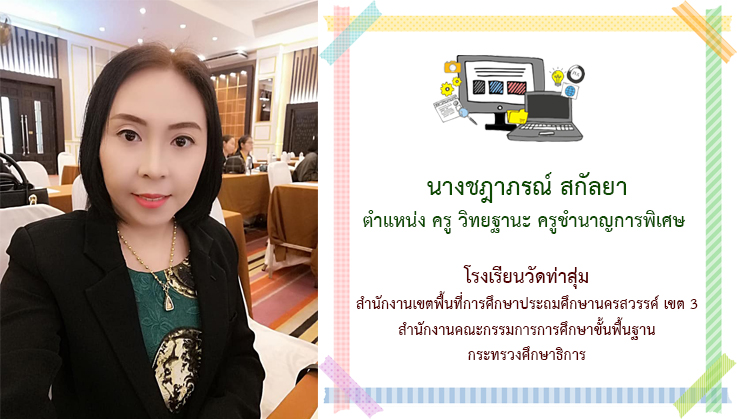 นางชฎาภรณ์ สกัลยา
ตำแหน่ง ครู วิทยฐานะ ครูชำนาญการพิเศษ
โรงเรียนวัดท่าสุ่ม
สำนักงานเขตพื้นที่การศึกษาประถมศึกษานครสวรรค์ เขต 3
สำนักงานคณะกรรมการการศึกษาขั้นพื้นฐาน
กระทรวงศึกษาธิการ